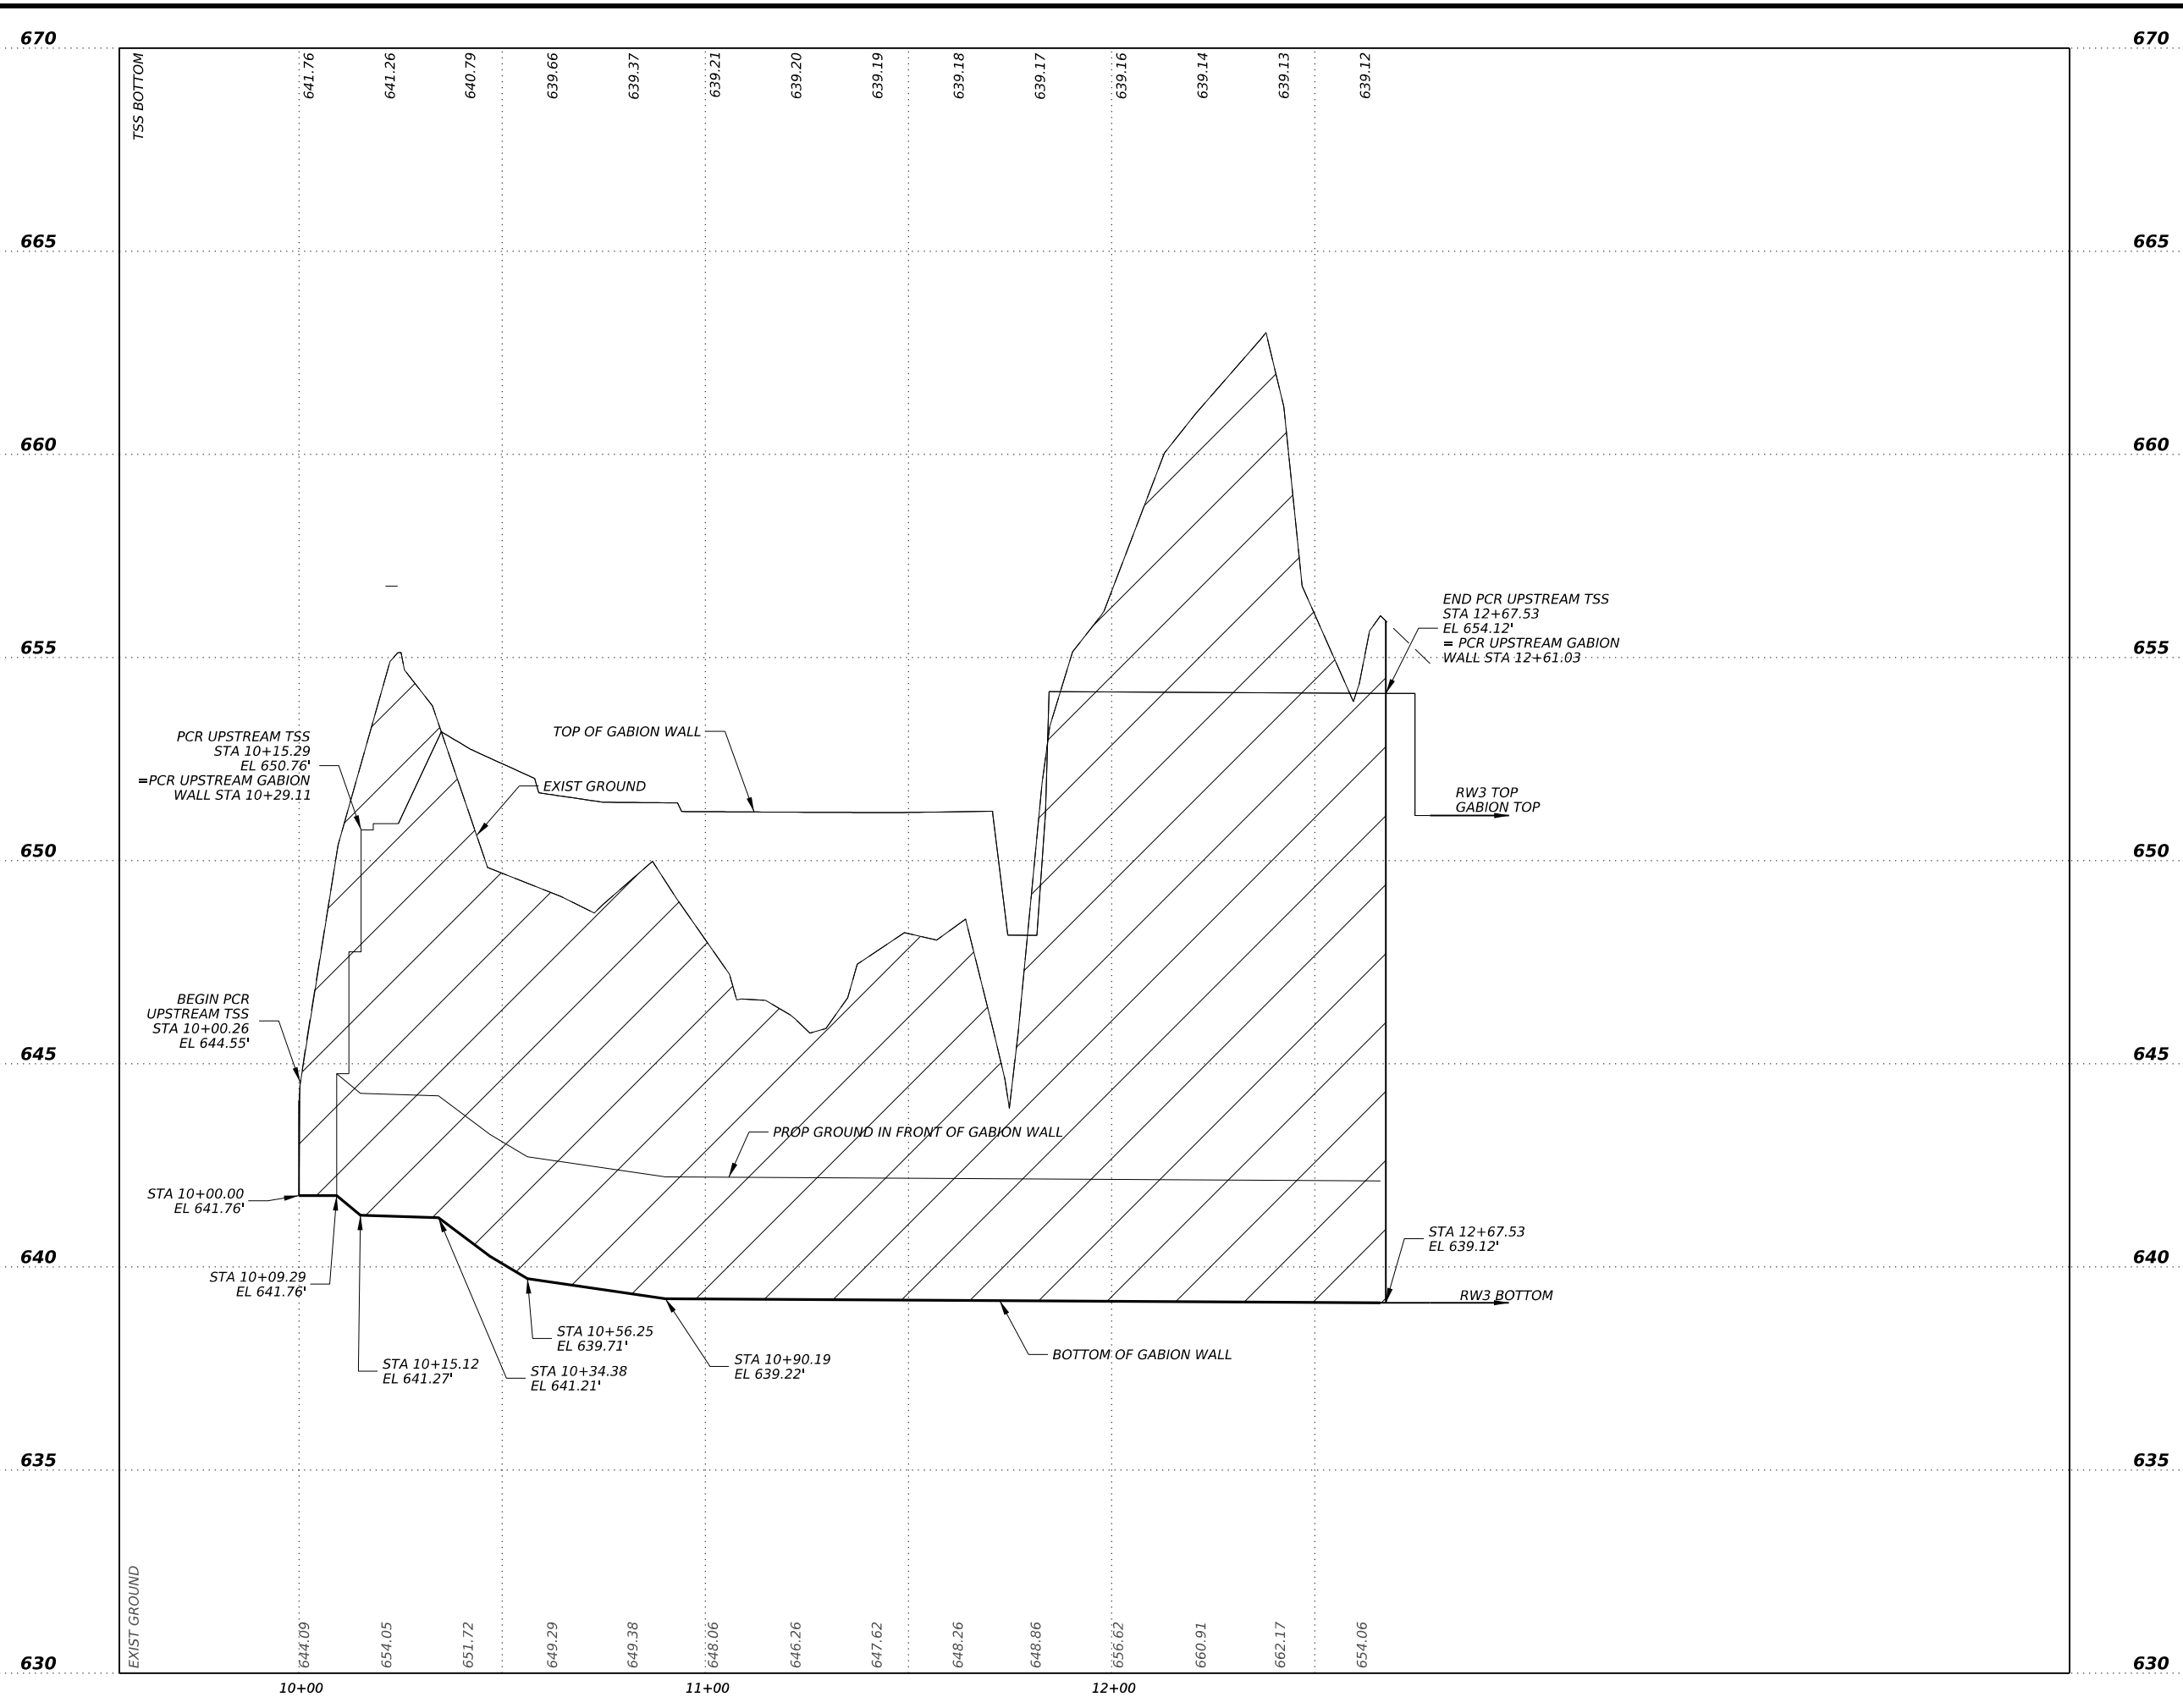 670
670
TSS BOTTOM
641.76
641.26
640.79
639.66
639.37
639.21
639.20
639.19
639.18
639.17
639.16
639.14
639.13
639.12
665
665
660
660
END PCR UPSTREAM TSS
STA 12+67.53
EL 654.12'
= PCR UPSTREAM GABION
WALL STA 12+61.03
655
655
PCR UPSTREAM TSS
STA 10+15.29
EL 650.76'
=PCR UPSTREAM GABION
WALL STA 10+29.11
TOP OF GABION WALL
EXIST GROUND
RW3 TOP
GABION TOP
650
650
BEGIN PCR
UPSTREAM TSS
STA 10+00.26
EL 644.55'
645
645
PROP GROUND IN FRONT OF GABION WALL
STA 10+00.00
EL 641.76'
STA 12+67.53
EL 639.12'
640
640
STA 10+09.29
EL 641.76'
RW3 BOTTOM
STA 10+56.25
EL 639.71'
STA 10+15.12
EL 641.27'
STA 10+34.38
EL 641.21'
STA 10+90.19
EL 639.22'
BOTTOM OF GABION WALL
635
635
EXIST GROUND
644.09
654.05
651.72
649.29
649.38
648.06
646.26
647.62
648.26
648.86
656.62
660.91
662.17
654.06
630
630
10+00
11+00
12+00